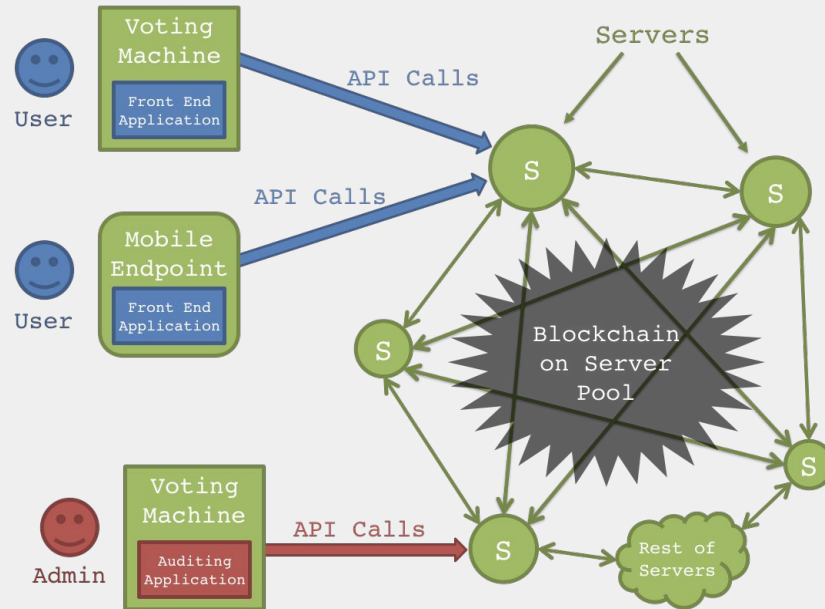 Voting
Machine
Front End
Application
User
API Calls
Servers
S
S
API Calls
Mobile
Endpoint
Front End
Application
User
S
Blockchain
on Server
Pool
S
Voting
Machine
Auditing
Application
Admin
API Calls
S
Rest of
Servers